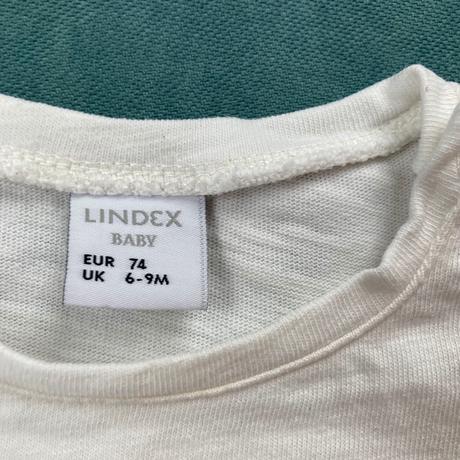 LINDEX
BABY
EUR 74
UK 6-9M